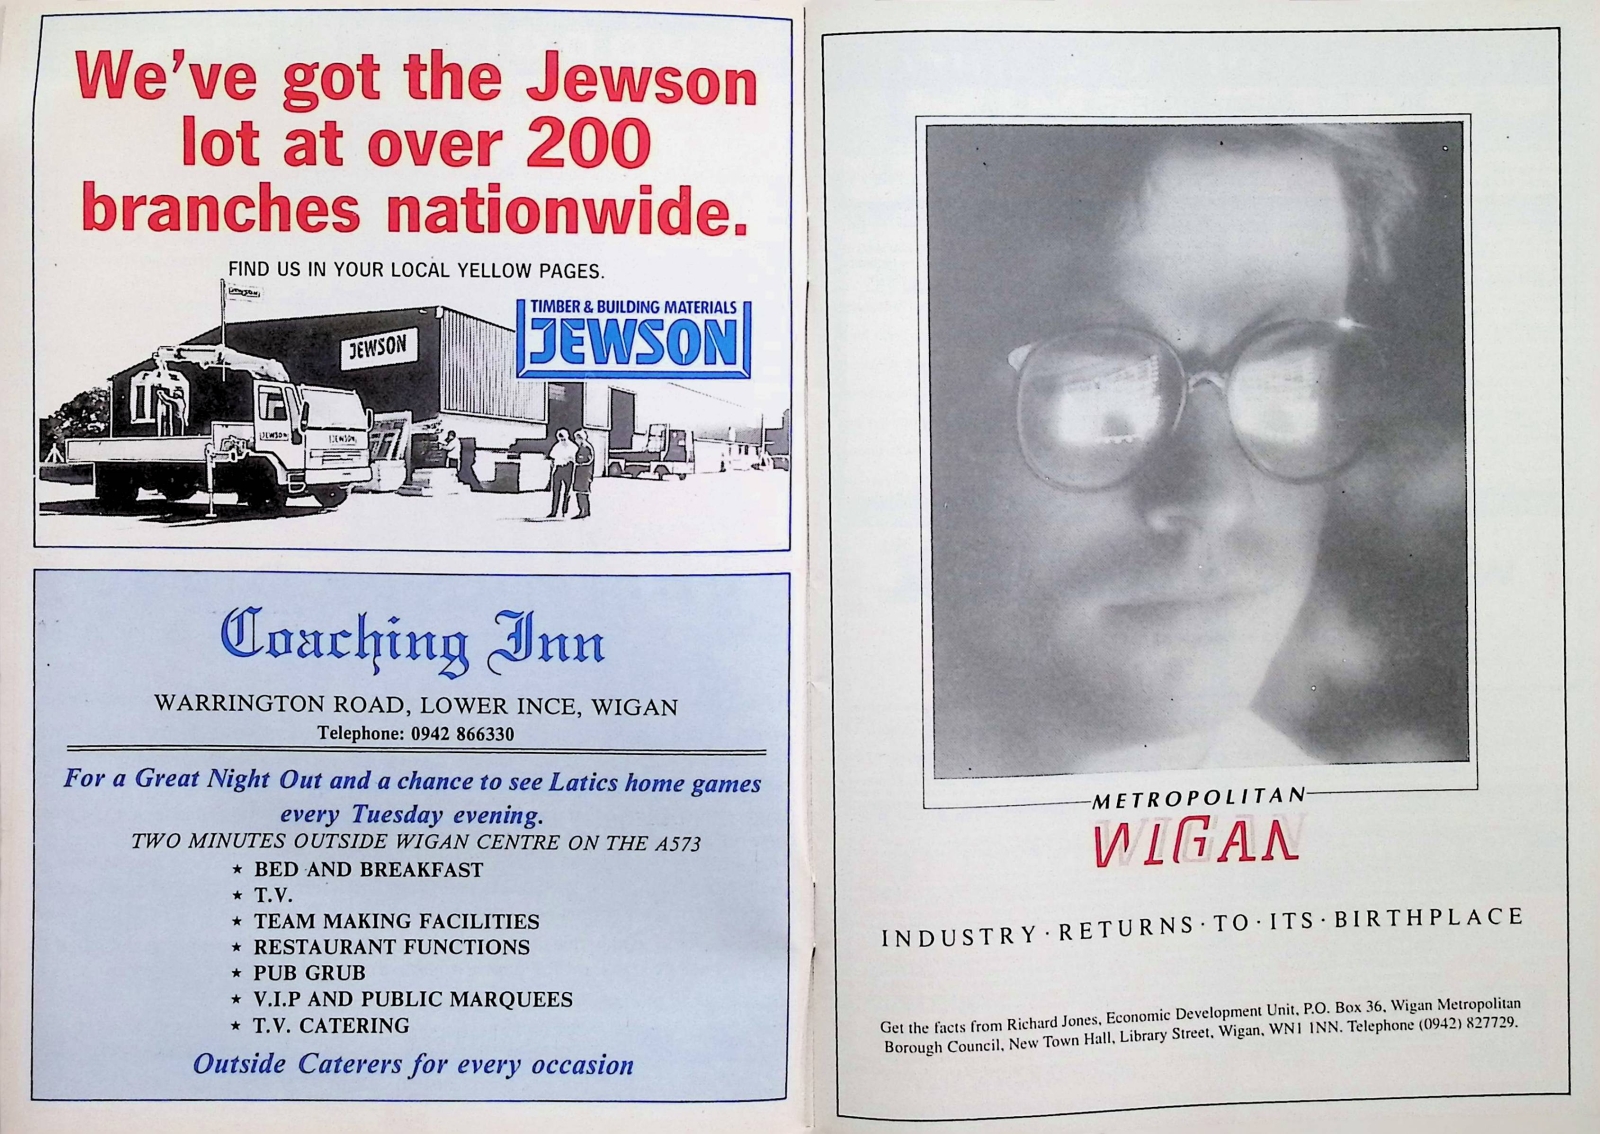 We've got the Jewson
lot at over 200
branches nationwide.
FIND US IN YOUR LOCAL YELLOW PAGES.
JEWSON
TIMBER & BUILDING MATERIALS
JEWSON
JEWSON
JEWSON
JEWSON
Coaching Inn
WARRINGTON ROAD, LOWER INCE, WIGAN
Telephone: 0942 866330
For a Great Night Out and a chance to see Latics home games
every Tuesday evening.
TWO MINUTES OUTSIDE WIGAN CENTRE ON THE A573
★ BED AND BREAKFAST
★ T.V.
★ TEAM MAKING FACILITIES
★ RESTAURANT FUNCTIONS
★ PUB GRUB
★ V.I.P AND PUBLIC MARQUEES
★ T.V. CATERING
Outside Caterers for every occasion
METROPOLITAN
WIGAN
INDUSTRY · RETURNS · TO · ITS · BIRTHPLACE
Get the facts from Richard Jones, Economic Development Unit, P.O. Box 36, Wigan Metropolitan
Borough Council, New Town Hall, Library Street, Wigan, WN1 1NN. Telephone (0942) 827729.